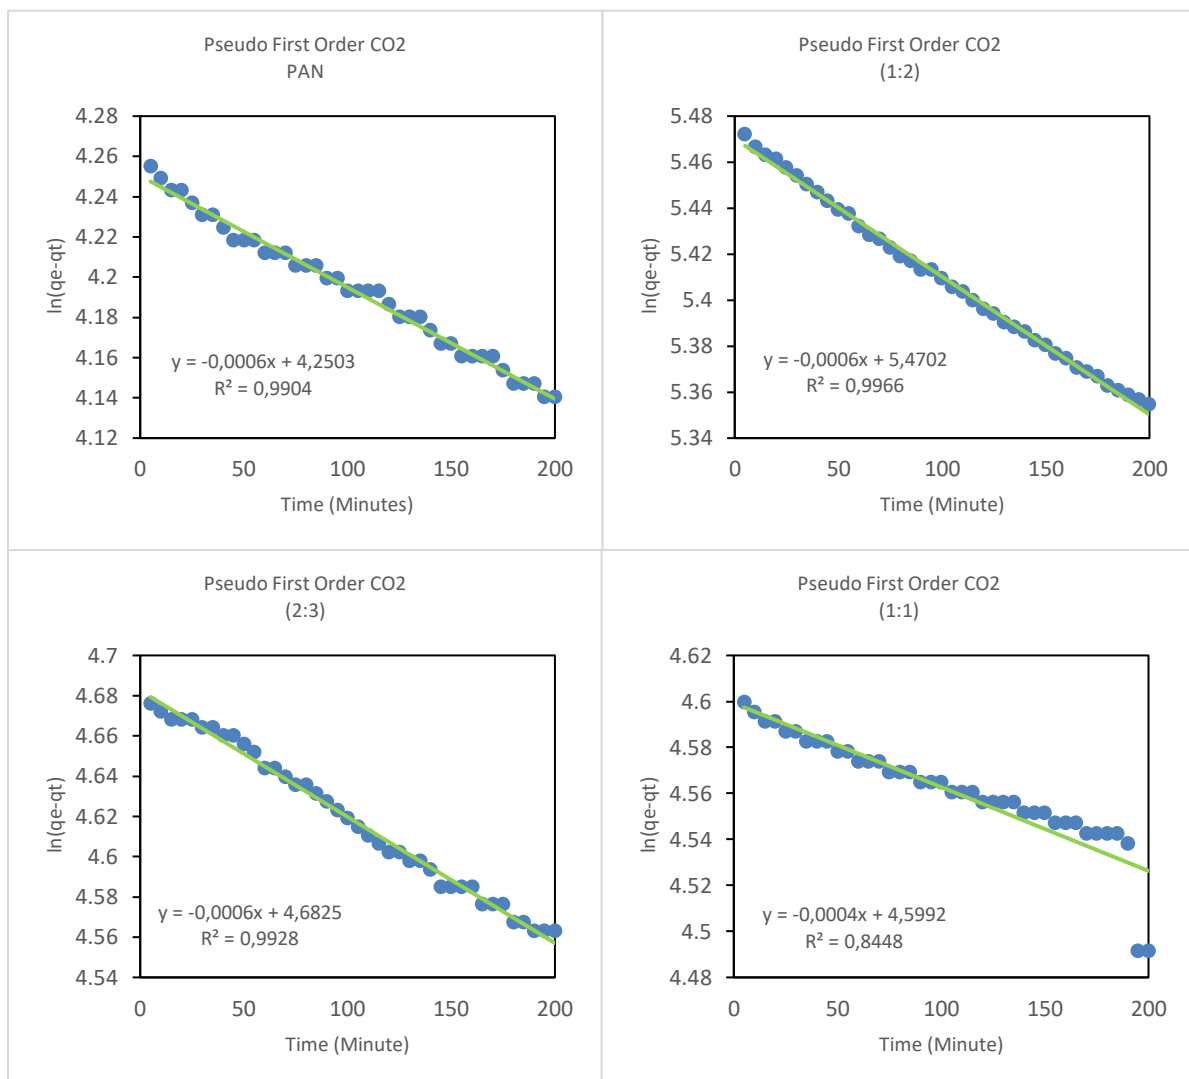 Pseudo First Order CO2
PAN
ln(qe-qt)
4.28
4.26
4.24
4.22
4.2
4.18
4.16
4.14
4.12
y = -0,0006x + 4,2503
R² = 0,9904
0 50 100 150 200
Time (Minutes)
Pseudo First Order CO2
(1:2)
ln(qe-qt)
5.48
5.46
5.44
5.42
5.4
5.38
5.36
5.34
y = -0,0006x + 5,4702
R² = 0,9966
0 50 100 150 200
Time (Minute)
Pseudo First Order CO2
(2:3)
ln(qe-qt)
4.7
4.68
4.66
4.64
4.62
4.6
4.58
4.56
4.54
y = -0,0006x + 4,6825
R² = 0,9928
0 50 100 150 200
Time (Minute)
Pseudo First Order CO2
(1:1)
ln(qe-qt)
4.62
4.6
4.58
4.56
4.54
4.52
4.5
4.48
y = -0,0004x + 4,5992
R² = 0,8448
0 50 100 150 200
Time (Minute)